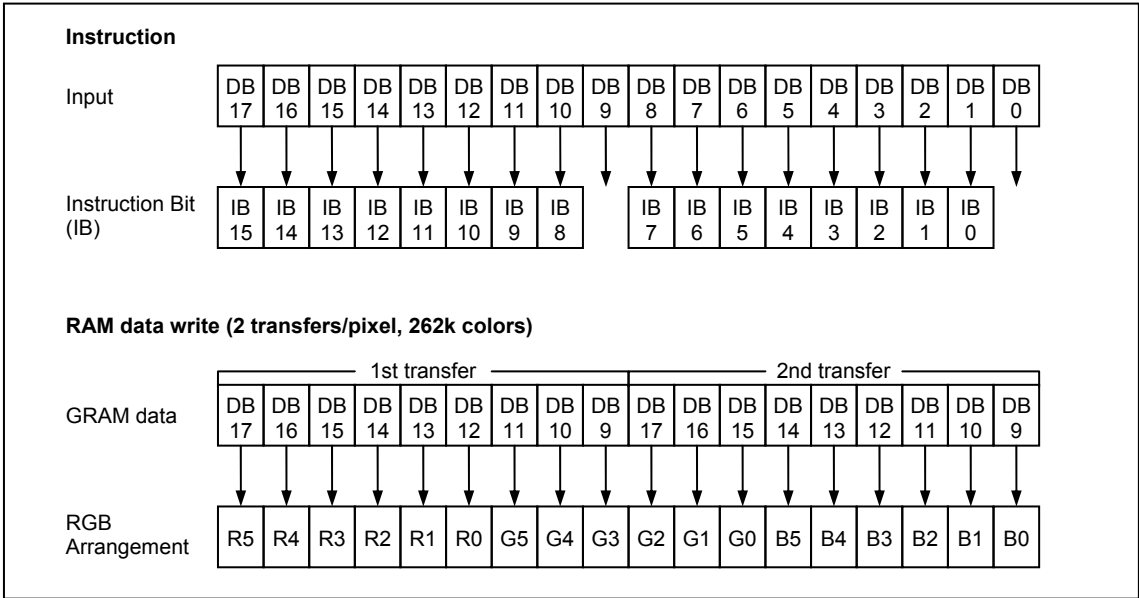 Instruction
Input DB 17 DB 16 DB 15 DB 14 DB 13 DB 12 DB 11 DB 10 DB 9 DB 8 DB 7 DB 6 DB 5 DB 4 DB 3 DB 2 DB 1 DB 0
Instruction Bit (IB) IB 15 IB 14 IB 13 IB 12 IB 11 IB 10 IB 9 IB 8 IB 7 IB 6 IB 5 IB 4 IB 3 IB 2 IB 1 IB 0
RAM data write (2 transfers/pixel, 262k colors)
1st transfer 2nd transfer
GRAM data DB 17 DB 16 DB 15 DB 14 DB 13 DB 12 DB 11 DB 10 DB 9 DB 17 DB 16 DB 15 DB 14 DB 13 DB 12 DB 11 DB 10 DB 9
RGB Arrangement R5 R4 R3 R2 R1 R0 G5 G4 G3 G2 G1 G0 B5 B4 B3 B2 B1 B0